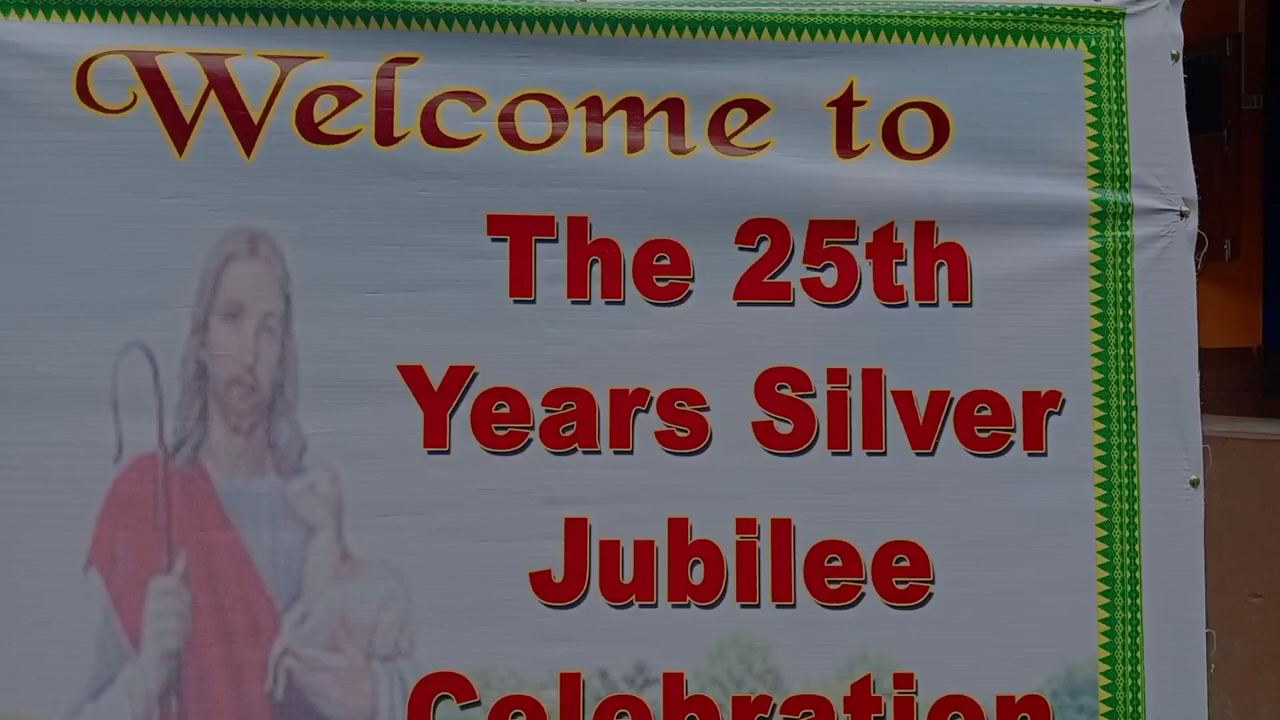 Welcome to
The 25th
Years Silver
Jubilee
Celebration